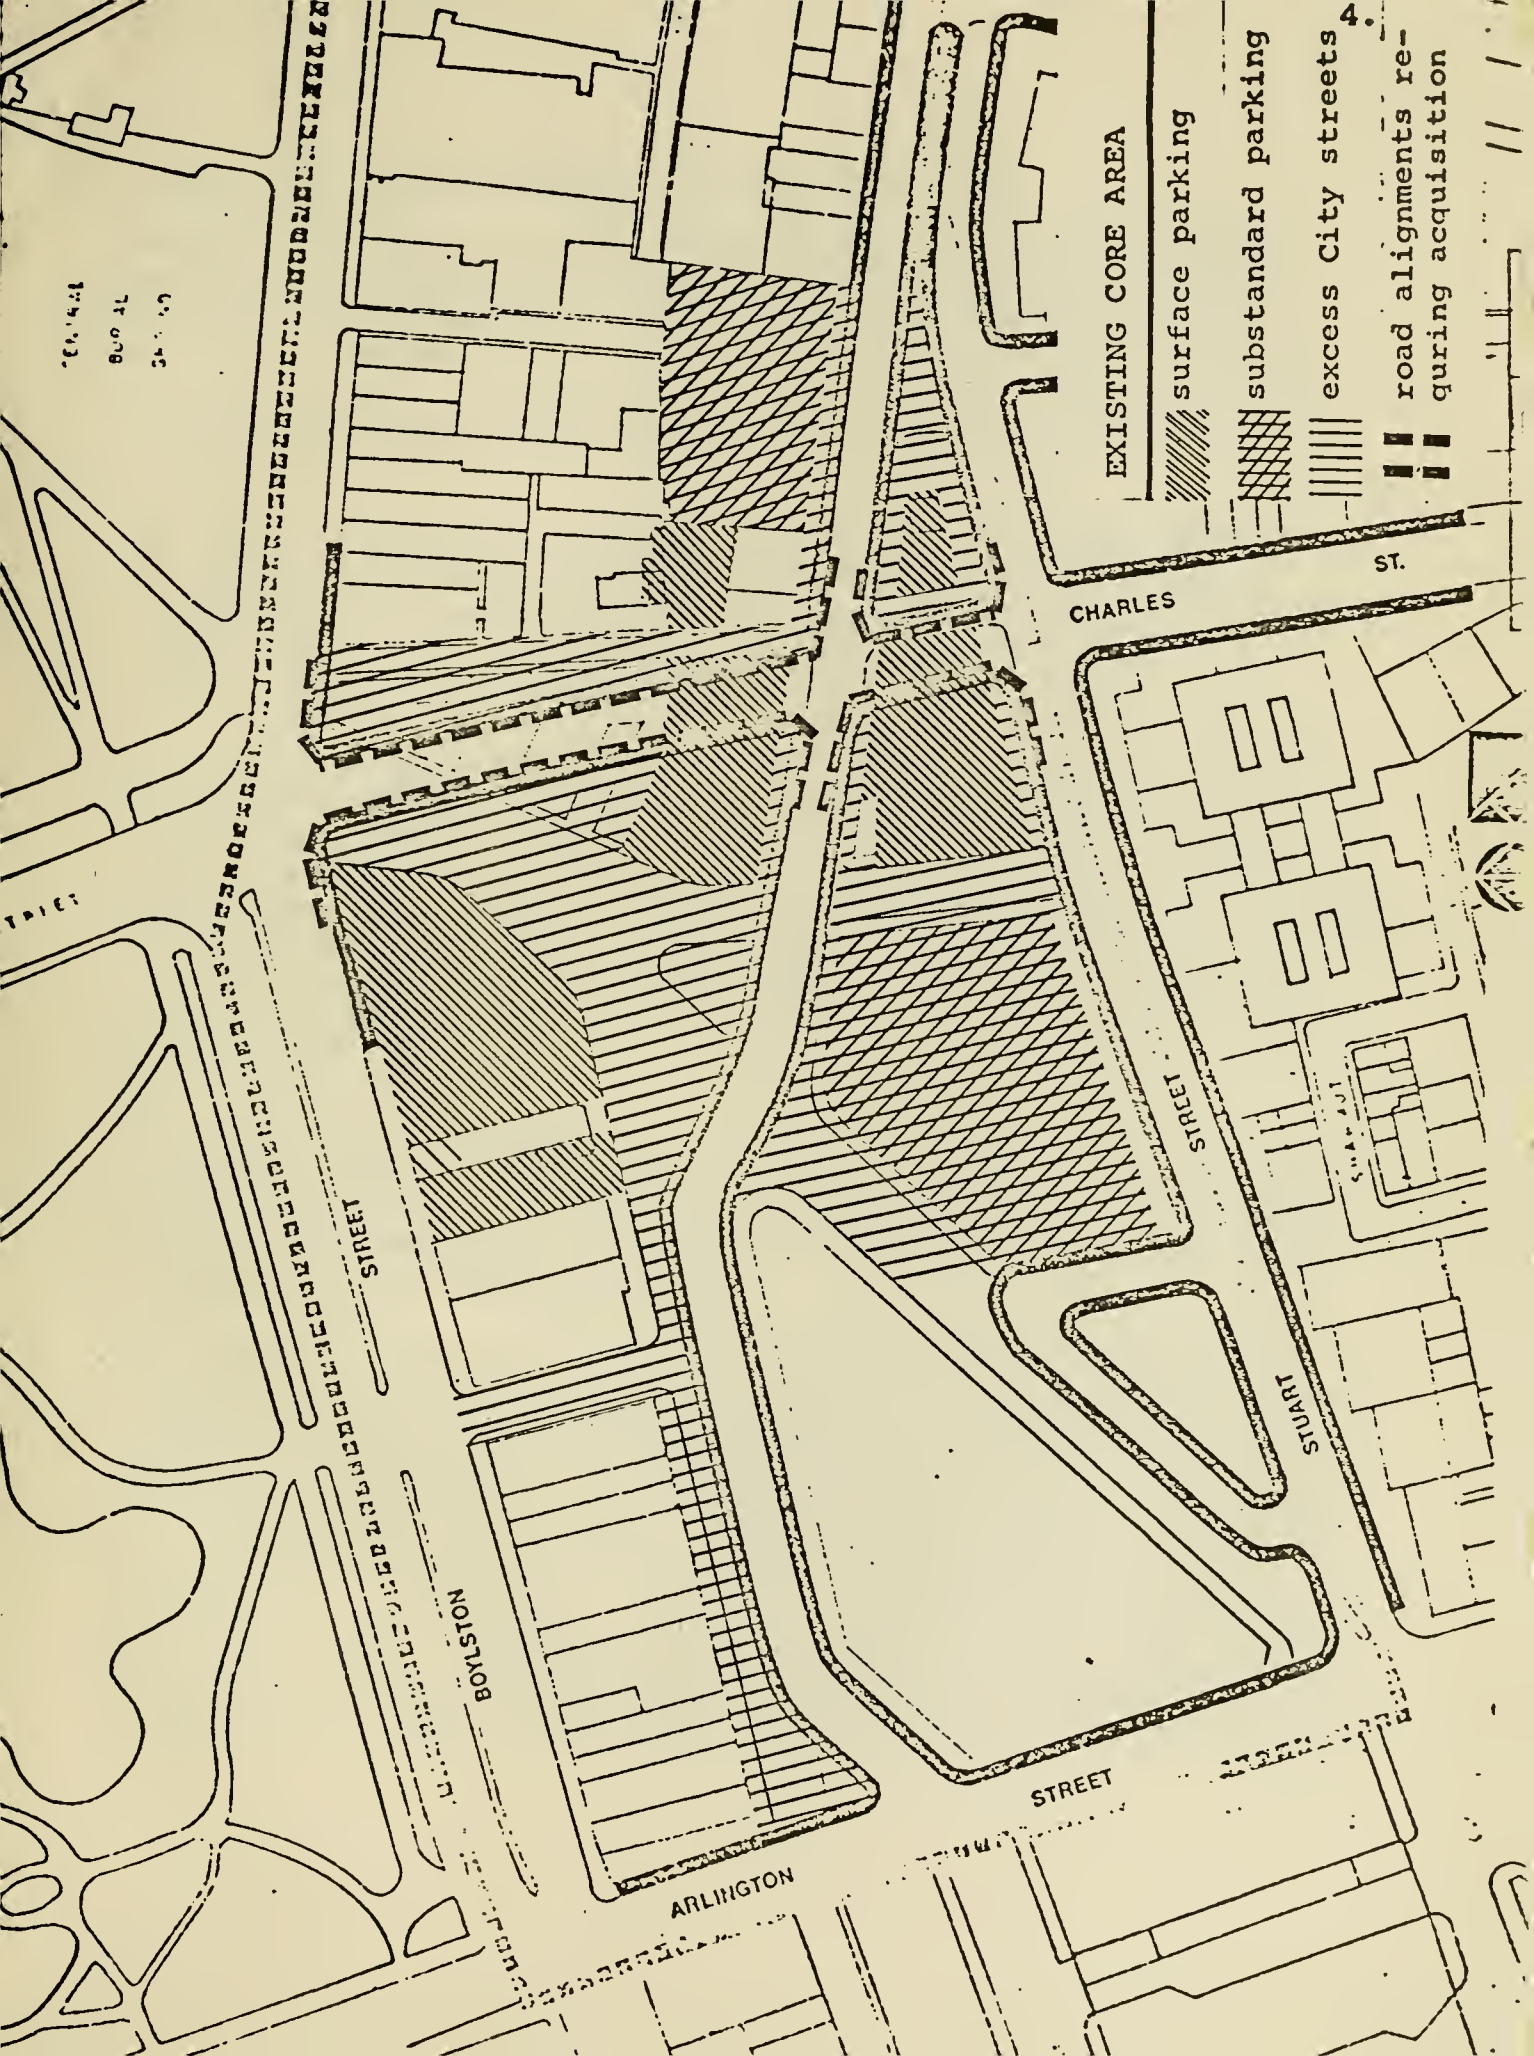 4.
EXISTING CORE AREA
surface parking
substandard parking
excess City streets
road alignments re-
quring acquisition
CHARLES
ST.
STREET
BOYLSTON
STREET
STUART
ARLINGTON
STREET